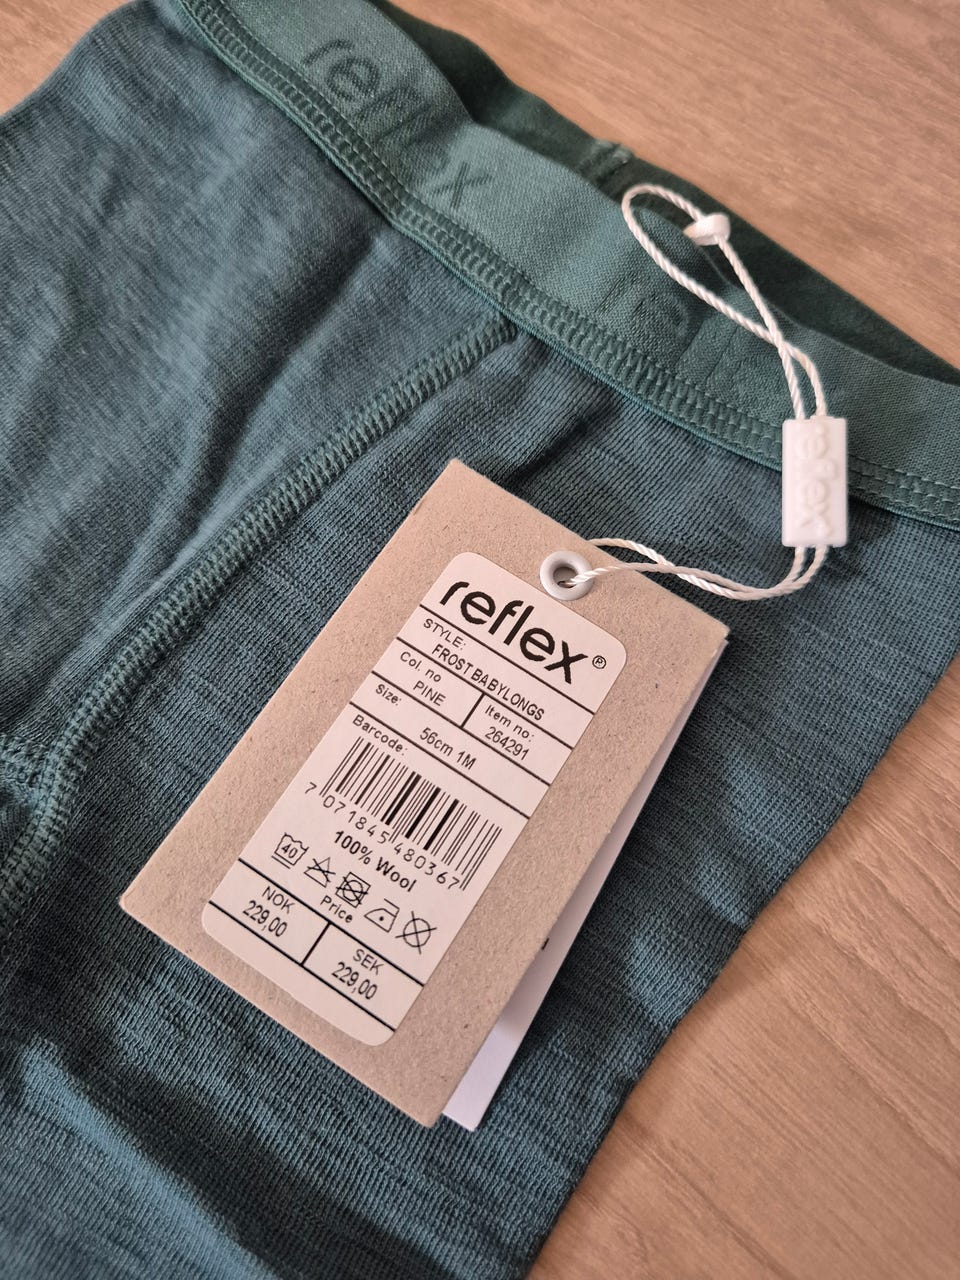 reflex
reflex
reflex®
STYLE:
FROST BABYLONGS
Col. no
PINE
Item no:
264291
Size:
56cm 1M
Barcode:
7 071845 480367
100% Wool
40
Price
NOK
229,00
SEK
229,00